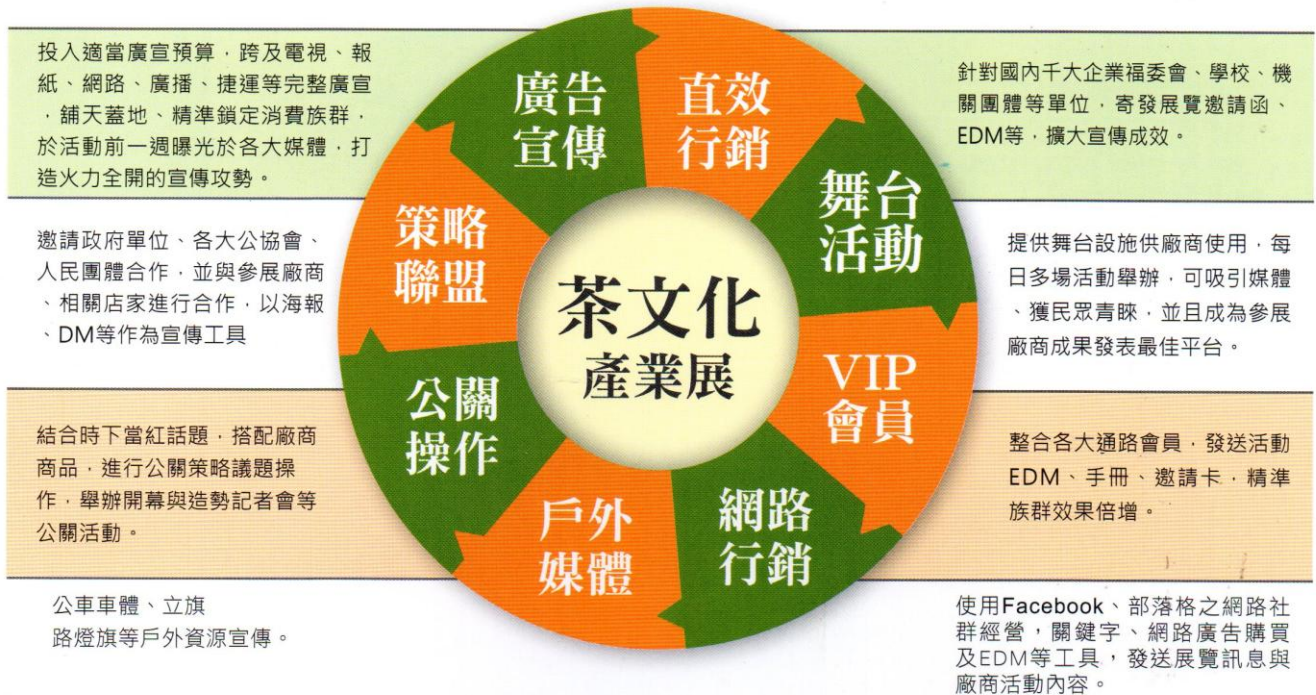 投入適當廣宣預算，跨及電視、報
紙、網路、廣播、捷運等完整廣宣
，舖天蓋地、精準鎖定消費族群，
於活動前一週曝光於各大媒體，打
造火力全開的宣傳攻勢。
邀請政府單位、各大公協會、
人民團體合作，並與參展廠商
、相關店家進行合作，以海報
、DM等作為宣傳工具
結合時下當紅話題，搭配廠商
商品，進行公關策略議題操
作，舉辦開幕與造勢記者會等
公關活動。
公車車體、立旗
路燈旗等戶外資源宣傳。
廣告
宣傳
直效
行銷
舞台
活動
VIP
會員
網路
行銷
戶外
媒體
公關
操作
策略
聯盟
茶文化
產業展
針對國內千大企業福委會、學校、機
關團體等單位，寄發展覽邀請函、
EDM等，擴大宣傳成效。
提供舞台設施供廠商使用，每
日多場活動舉辦，可吸引媒體
、獲民眾青睞，並且成為參展
廠商成果發表最佳平台。
整合各大通路會員，發送活動
EDM、手冊、邀請卡，精準
族群效果倍增。
使用Facebook、部落格之網路社
群經營，關鍵字、網路廣告購買
及EDM等工具，發送展覽訊息與
廠商活動內容。